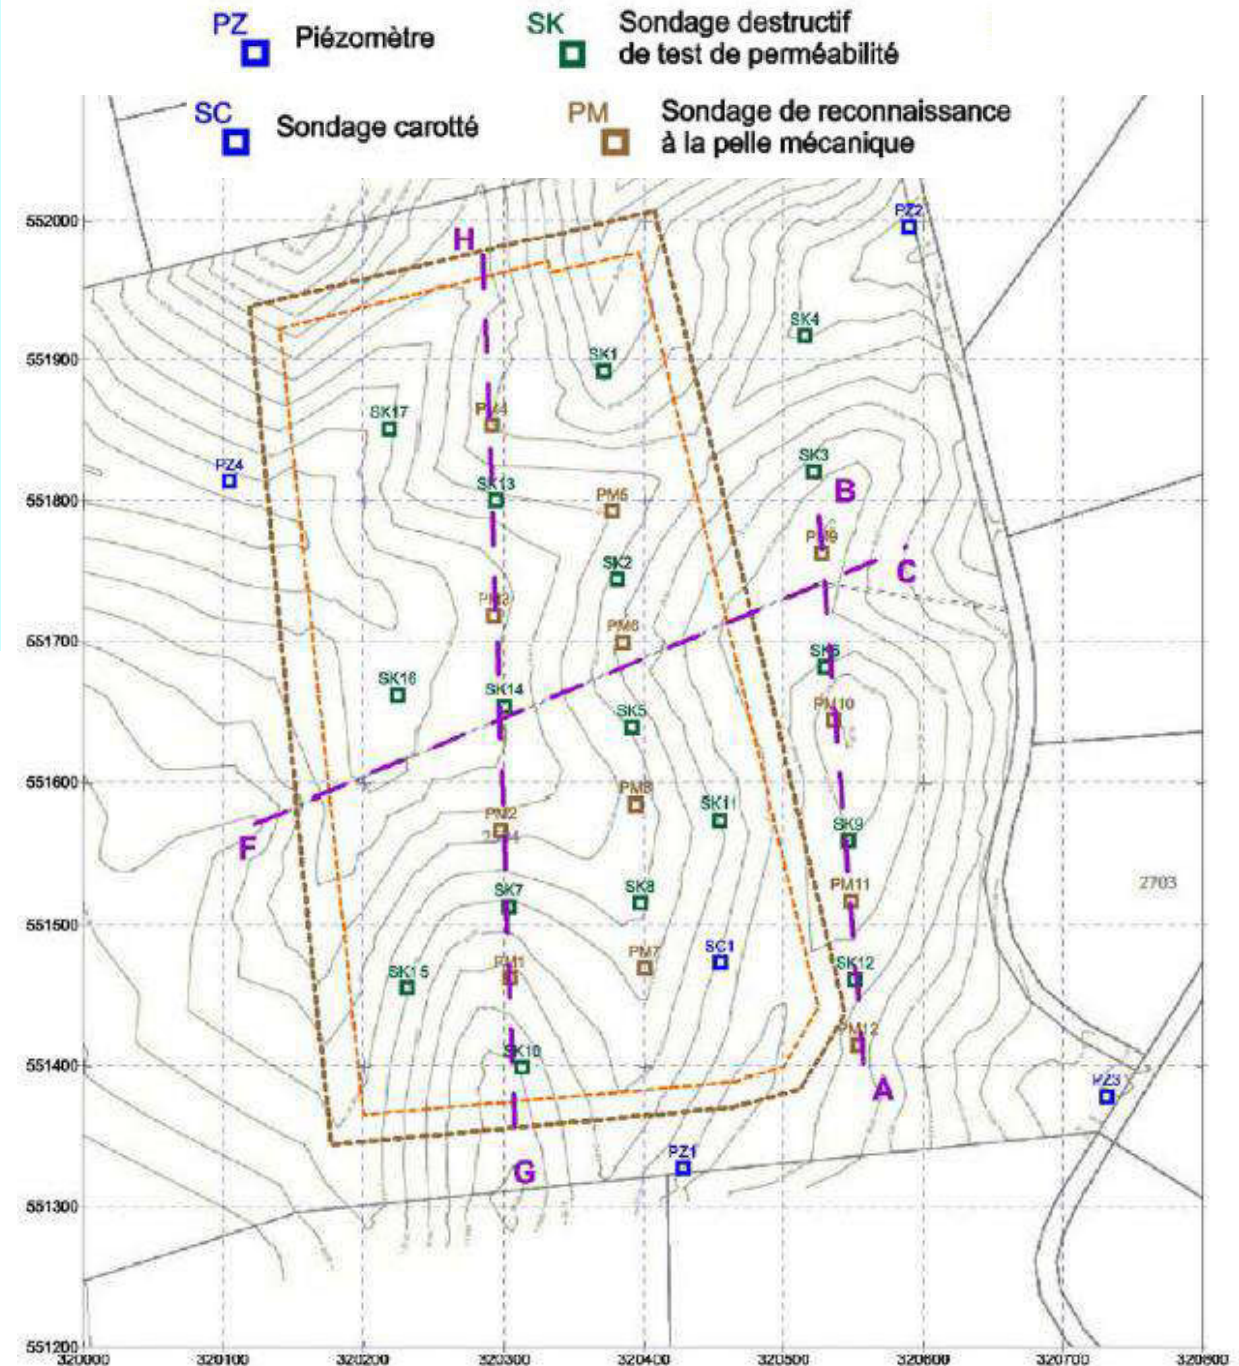 PZ
Piézomètre
SK
Sondage destructif
de test de perméabilité
SC
Sondage carotté
PM
Sondage de reconnaissance
à la pelle mécanique
552000
PZ2
H
SK4
551900
SK1
SK17
PM4
PZ4
SK3
551800
SK13
PM5
B
PM9
SK2
C
PM3
PM6
551700
SK6
SK16
SK14
SK5
PM10
551600
PM8
SK11
PM2
F
SK9
SK7
SK8
PM11
2703
551500
SC1
PM7
PM1
SK15
SK12
PM12
SK10
551400
PZ3
A
PZ1
G
551300
551200
320000
320100
320200
320300
320400
320500
320600
320700
320800